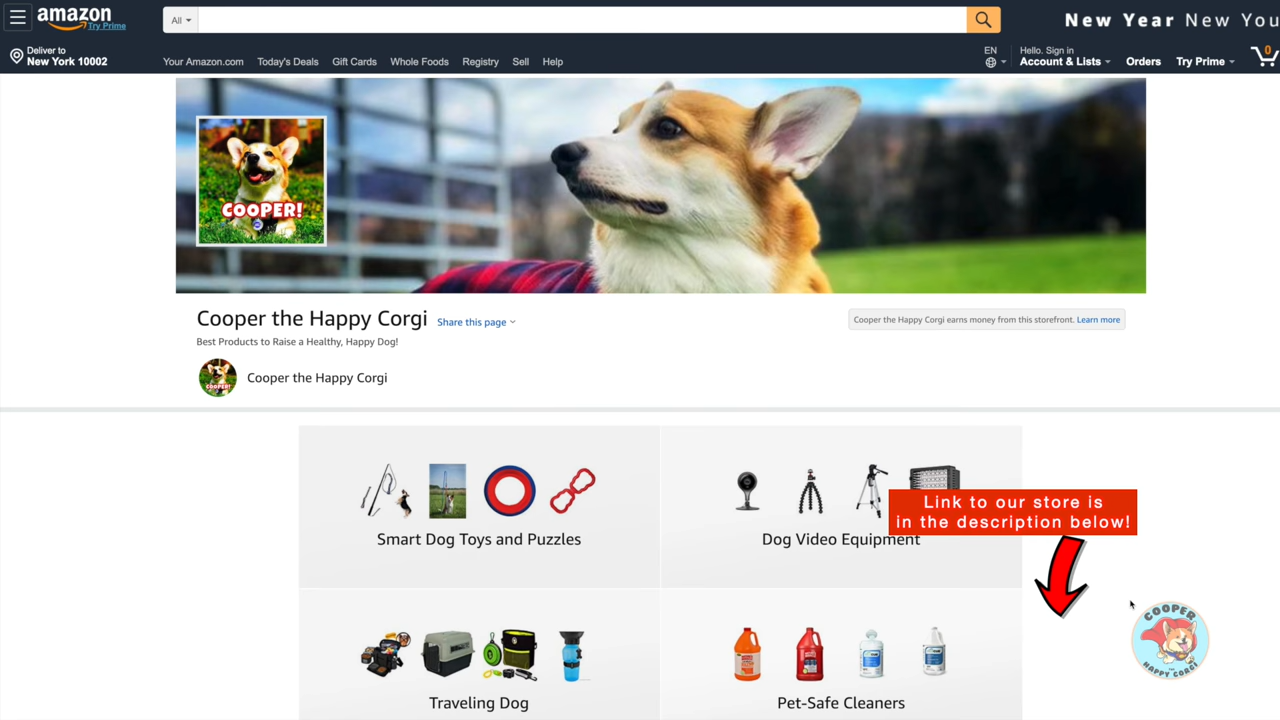 amazon
Try Prime
All
New Year New You
Deliver to
New York 10002
Your Amazon.com
Today's Deals
Gift Cards
Whole Foods
Registry
Sell
Help
EN
Hello. Sign in
Account & Lists
Orders
Try Prime
0
COOPER!
Cooper the Happy Corgi
Share this page
Cooper the Happy Corgi earns money from this storefront. Learn more
Best Products to Raise a Healthy, Happy Dog!
COOPER!
Cooper the Happy Corgi
Link to our store is
in the description below!
Smart Dog Toys and Puzzles
Dog Video Equipment
COOPER
THE
HAPPY CORGI
Traveling Dog
Pet-Safe Cleaners